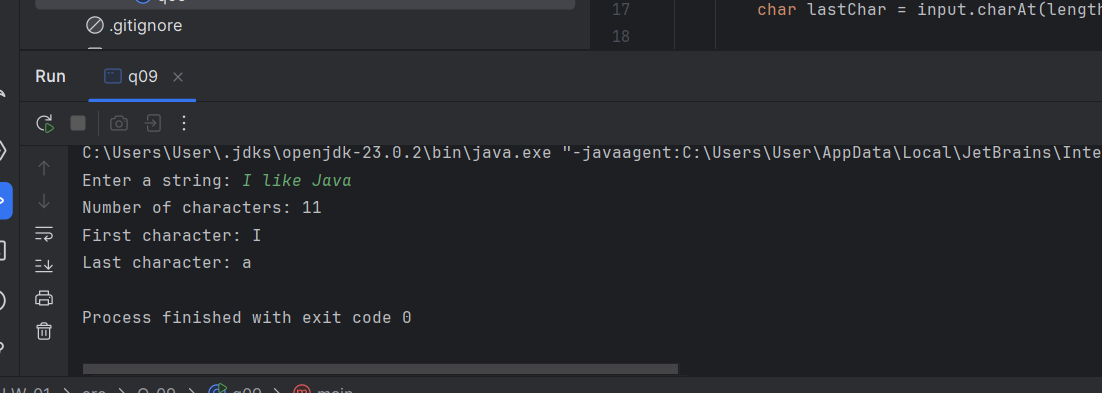 .gitignore
17 char lastChar = input.charAt(length
18
Run q09
C:\Users\User\.jdks\openjdk-23.0.2\bin\java.exe "-javaagent:C:\Users\User\AppData\Local\JetBrains\Inte
Enter a string: I like Java
Number of characters: 11
First character: I
Last character: a
Process finished with exit code 0